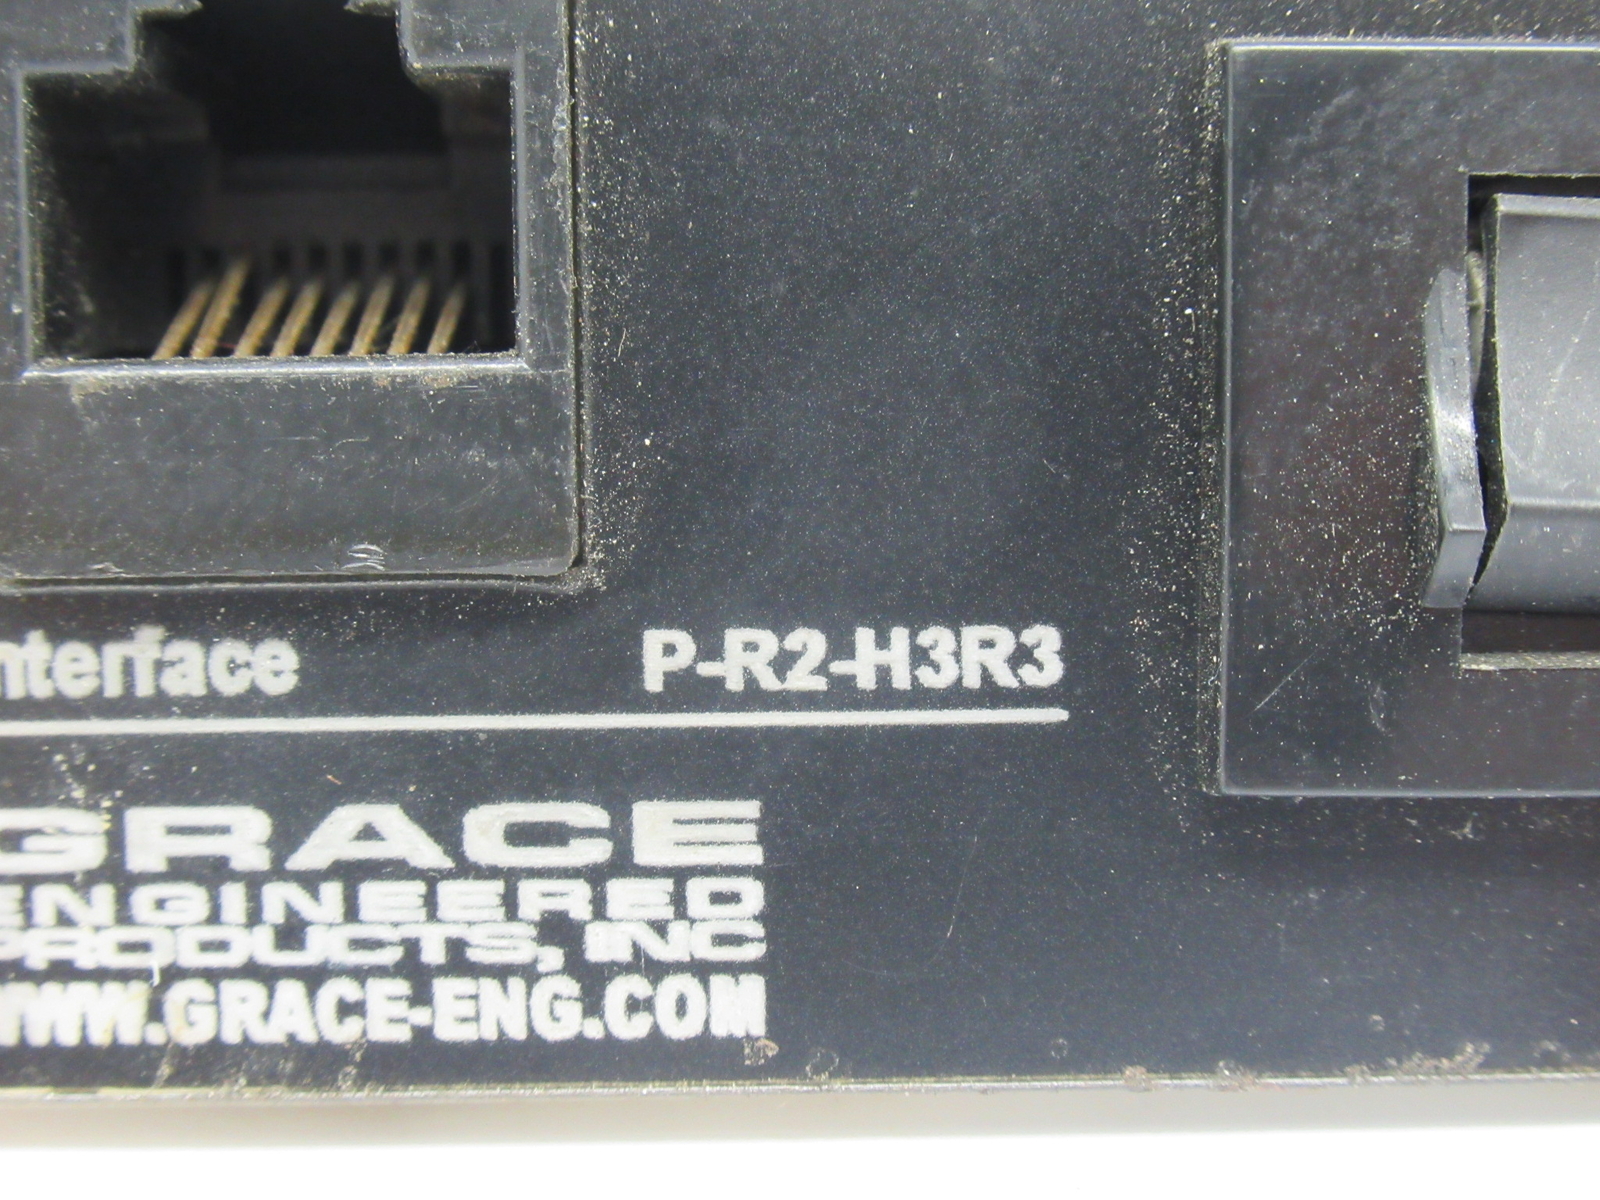 nterface P-R2-H3R3
GRACE
ENGINEERED
PRODUCTS, INC
WWW.GRACE-ENG.COM